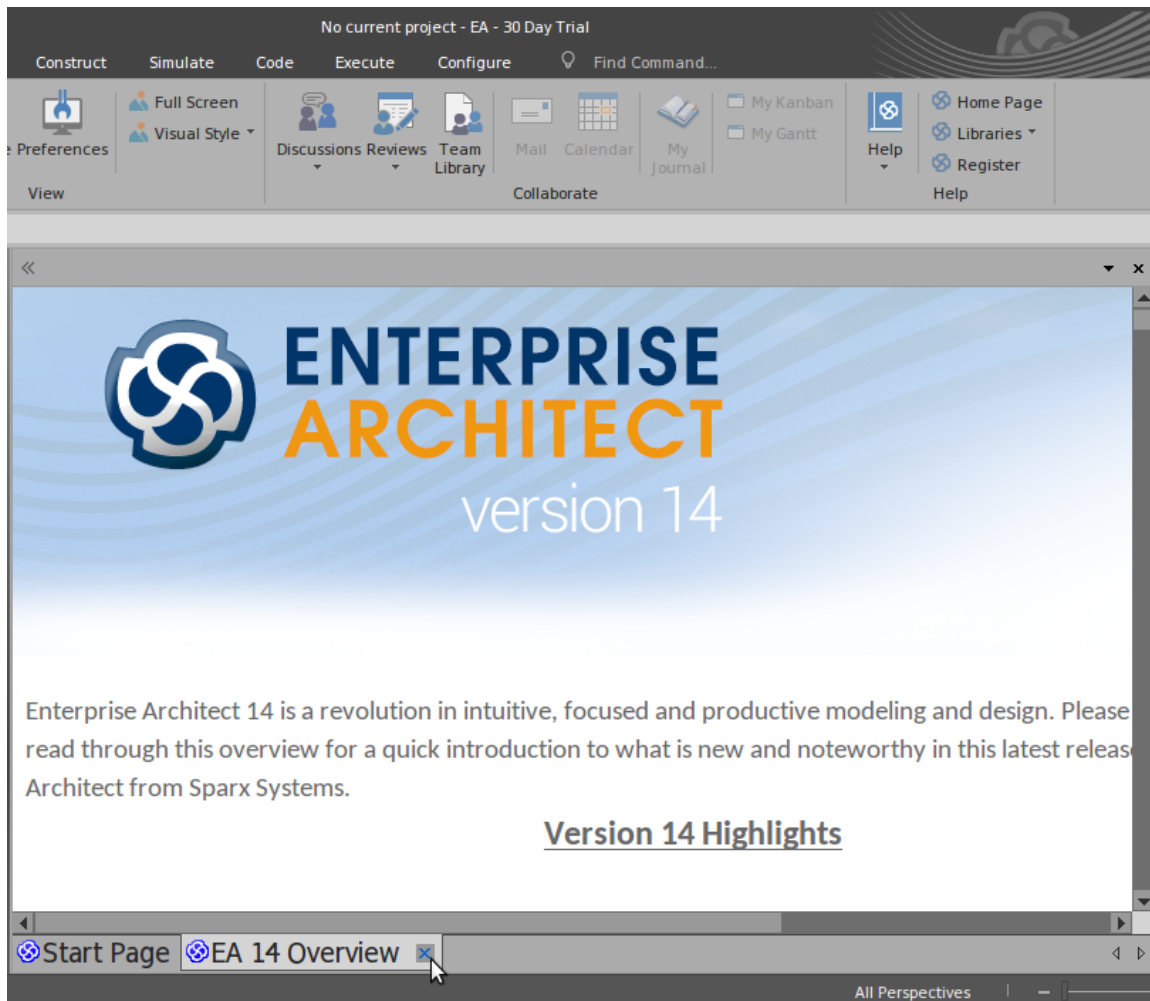 No current project - EA - 30 Day Trial
Construct Simulate Code Execute Configure Find Command...
Full Screen
Visual Style
Preferences
View
Discussions Reviews Team Library
Mail Calendar My Journal
My Kanban
My Gantt
Collaborate
Help
Home Page
Libraries
Register
Help
ENTERPRISE
ARCHITECT
version 14
Enterprise Architect 14 is a revolution in intuitive, focused and productive modeling and design. Please
read through this overview for a quick introduction to what is new and noteworthy in this latest releas
Architect from Sparx Systems.
Version 14 Highlights
Start Page EA 14 Overview
All Perspectives